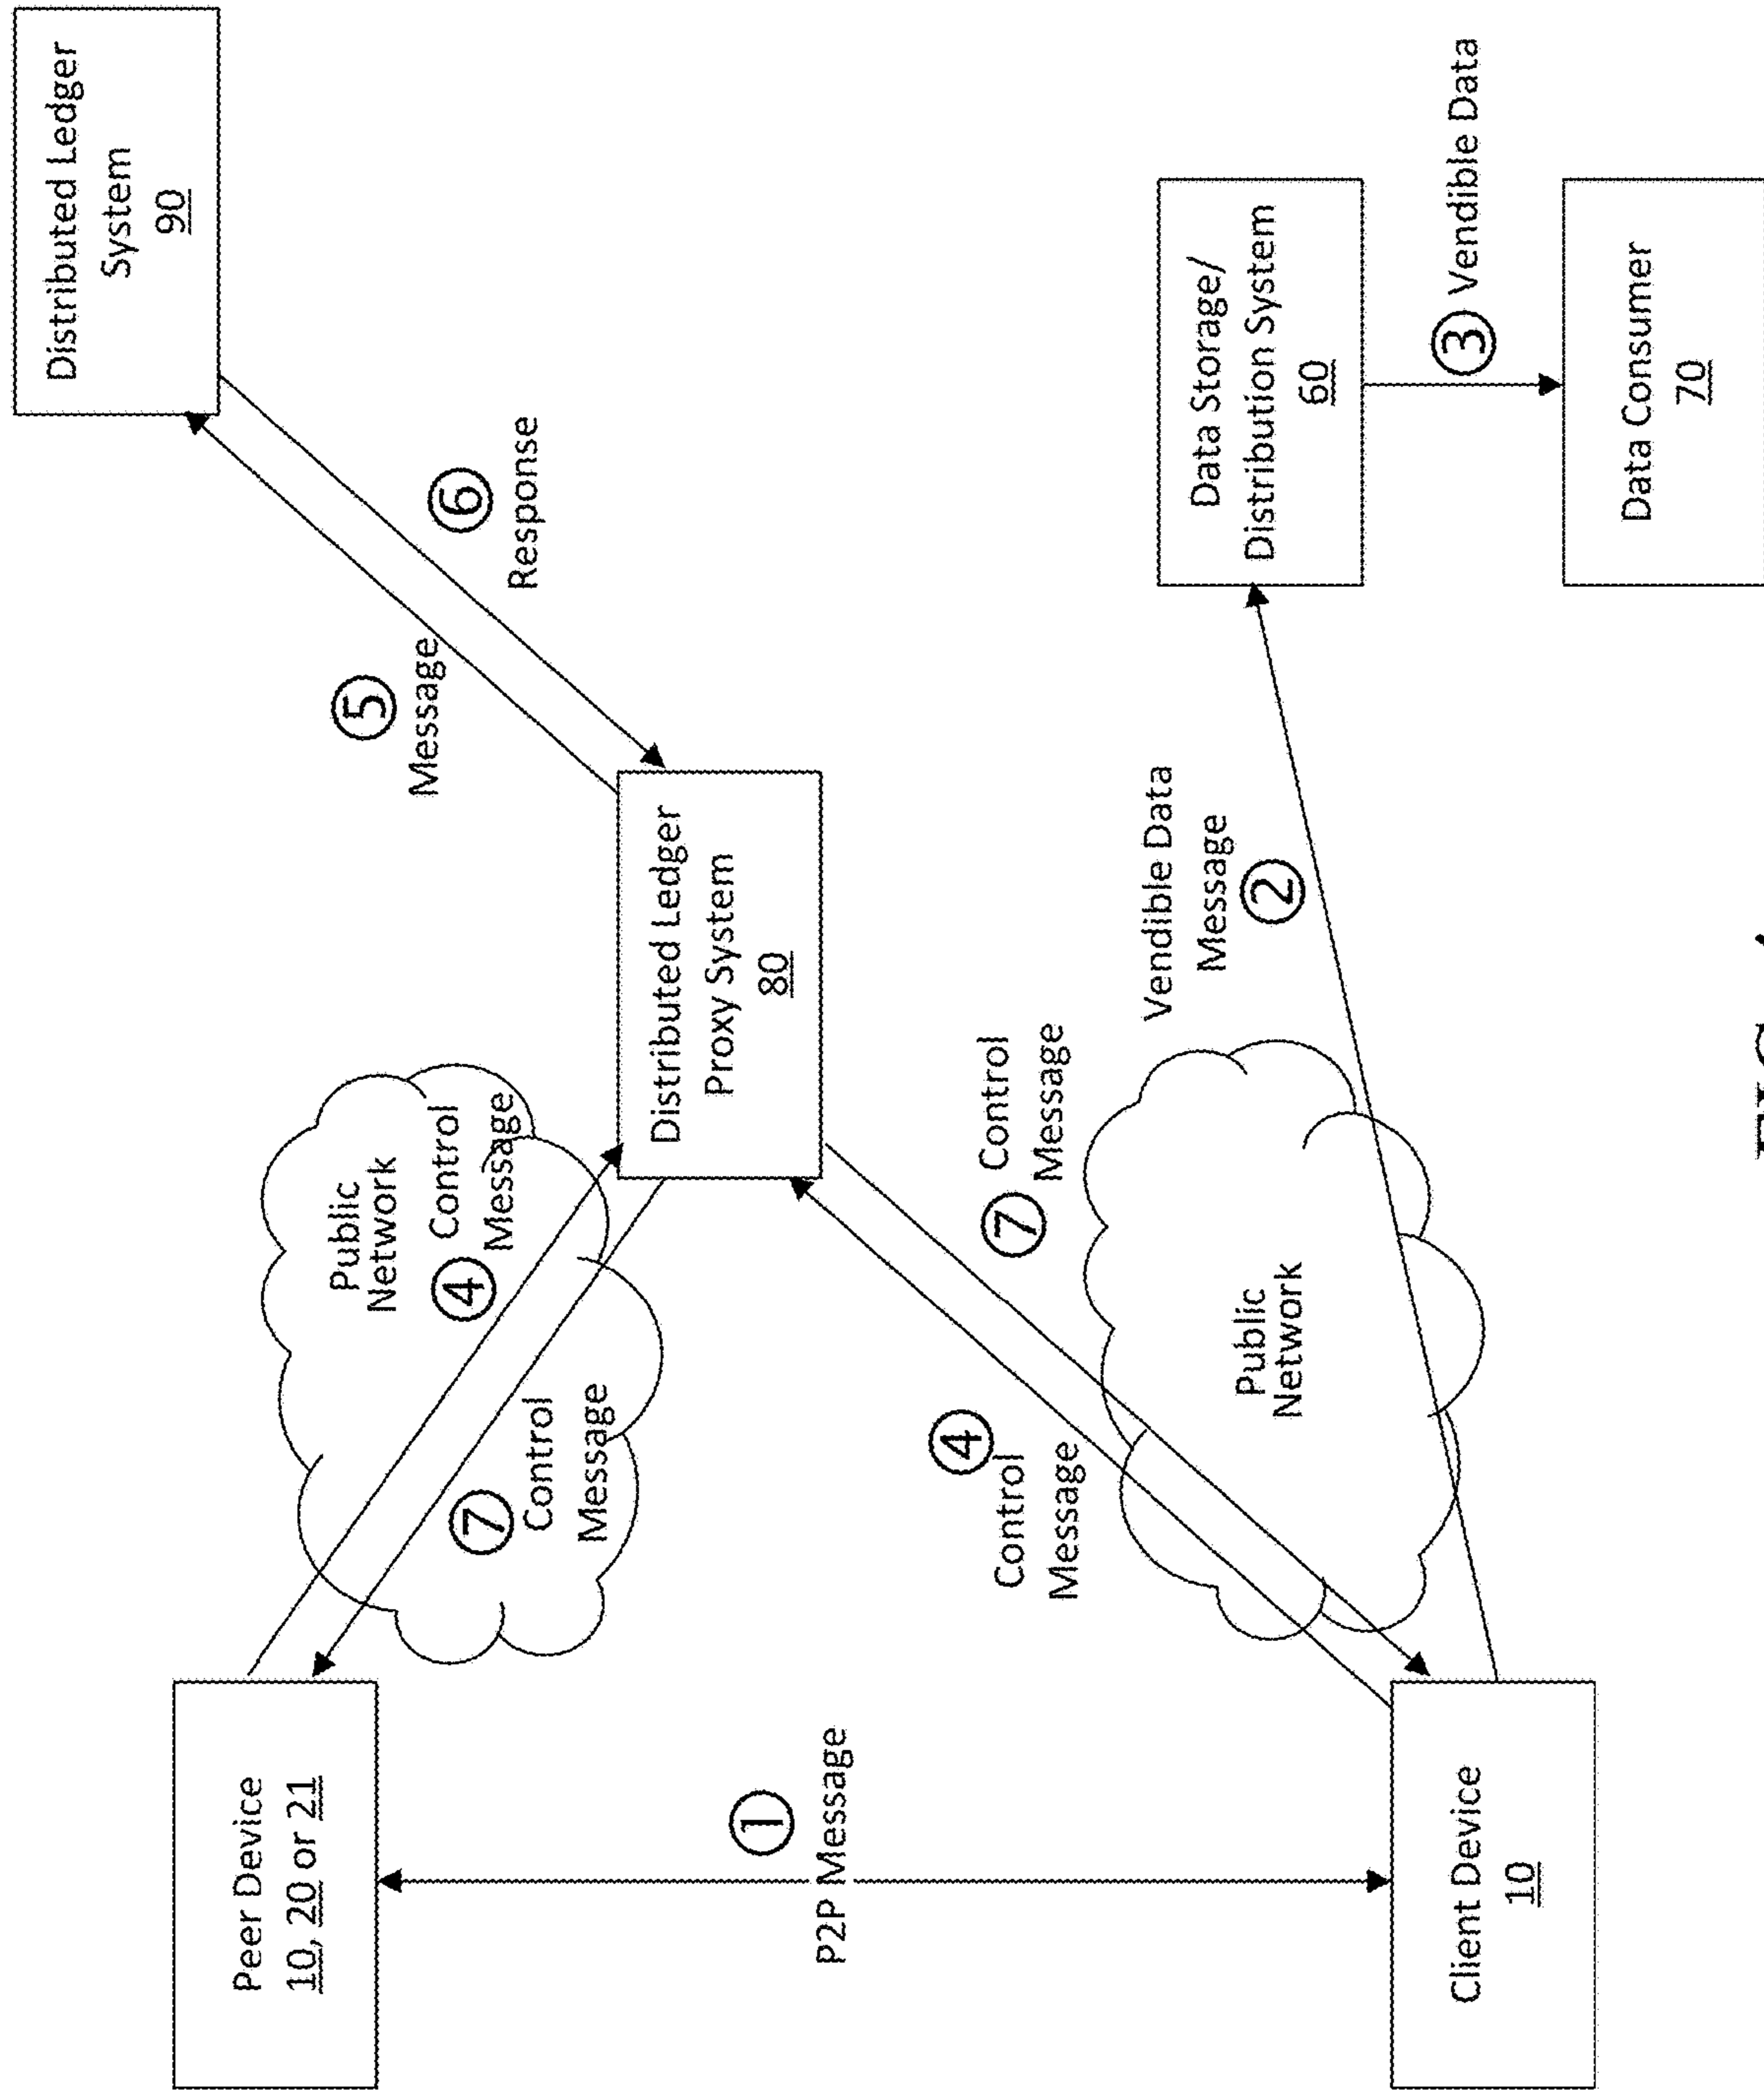 Distributed Ledger
System
90
Peer Device
10, 20 or 21
Public
Network
④ Control
Message
⑤
Message
⑥
Response
⑦
Control
Message
Distributed Ledger
Proxy System
80
①
P2P Message
④
Control
Message
⑦ Control
Message
Public
Network
Vendible Data
Message
②
Data Storage/
Distribution System
60
③ Vendible Data
Client Device
10
Data Consumer
70